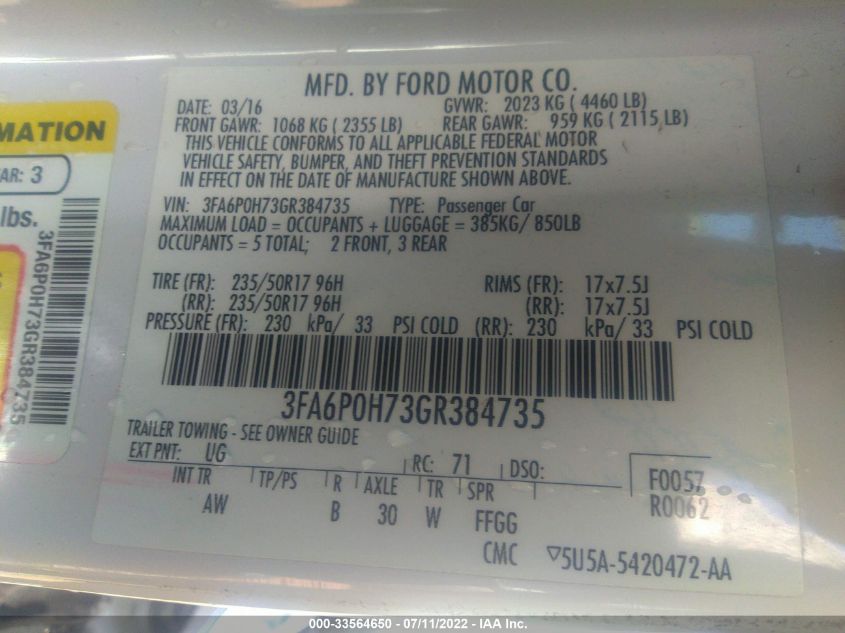 MFD. BY FORD MOTOR CO.
DATE: 03/16 GVWR: 2023 KG ( 4460 LB)
FRONT GAWR: 1068 KG ( 2355 LB) REAR GAWR: 959 KG ( 2115 LB)
THIS VEHICLE CONFORMS TO ALL APPLICABLE FEDERAL MOTOR
VEHICLE SAFETY, BUMPER, AND THEFT PREVENTION STANDARDS
IN EFFECT ON THE DATE OF MANUFACTURE SHOWN ABOVE.
VIN: 3FA6P0H73GR384735 TYPE: Passenger Car
MAXIMUM LOAD = OCCUPANTS + LUGGAGE = 385KG/ 850LB
OCCUPANTS = 5 TOTAL; 2 FRONT, 3 REAR
TIRE (FR): 235/50R17 96H RIMS (FR): 17x7.5J
(RR): 235/50R17 96H (RR): 17x7.5J
PRESSURE (FR): 230 kPa/ 33 PSI COLD (RR): 230 kPa/ 33 PSI COLD
3FA6P0H73GR384735
TRAILER TOWING - SEE OWNER GUIDE
EXT PNT: UG RC: 71 DSO:
INT TR TP/PS R AXLE TR SPR
AW B 30 W FFGG
F0057
R0062
CMC ▽5U5A-5420472-AA
MATION
AR: 3
lbs.
3FA6P0H73GR384735
000-33564650 - 07/11/2022 - IAA Inc.